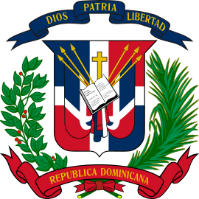 DIOS PATRIA LIBERTAD
REPUBLICA DOMINICANA